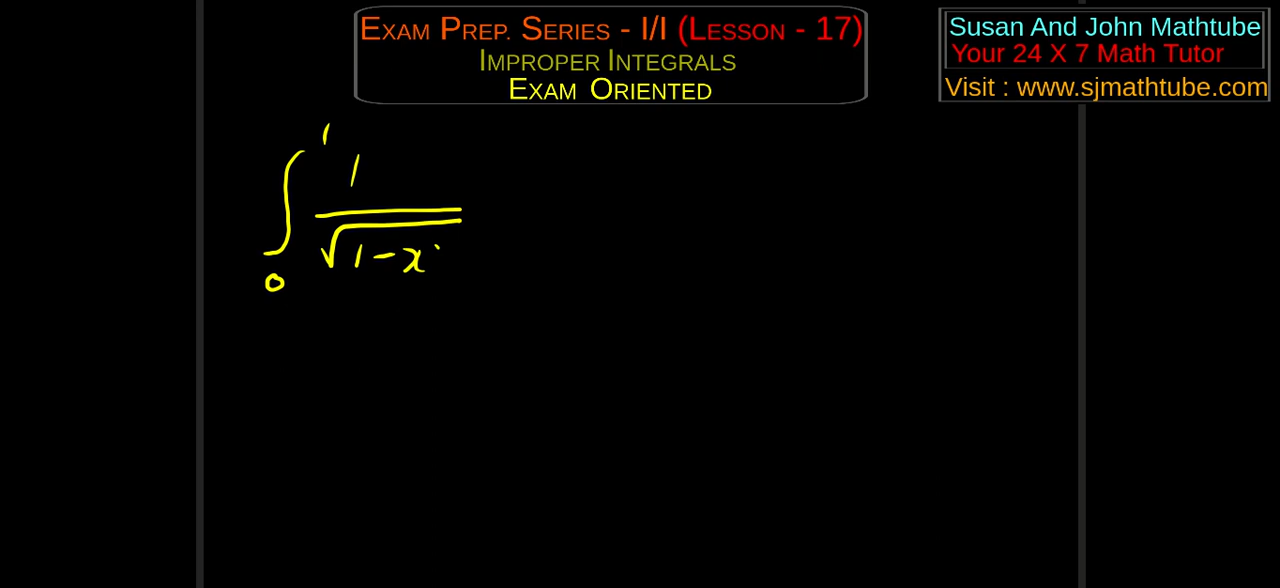 Exam Prep. Series - I/I (Lesson - 17)
Improper Integrals
Exam Oriented
Susan And John Mathtube
Your 24 X 7 Math Tutor
Visit : www.sjmathtube.com
1
∫ 1
√1-x
0